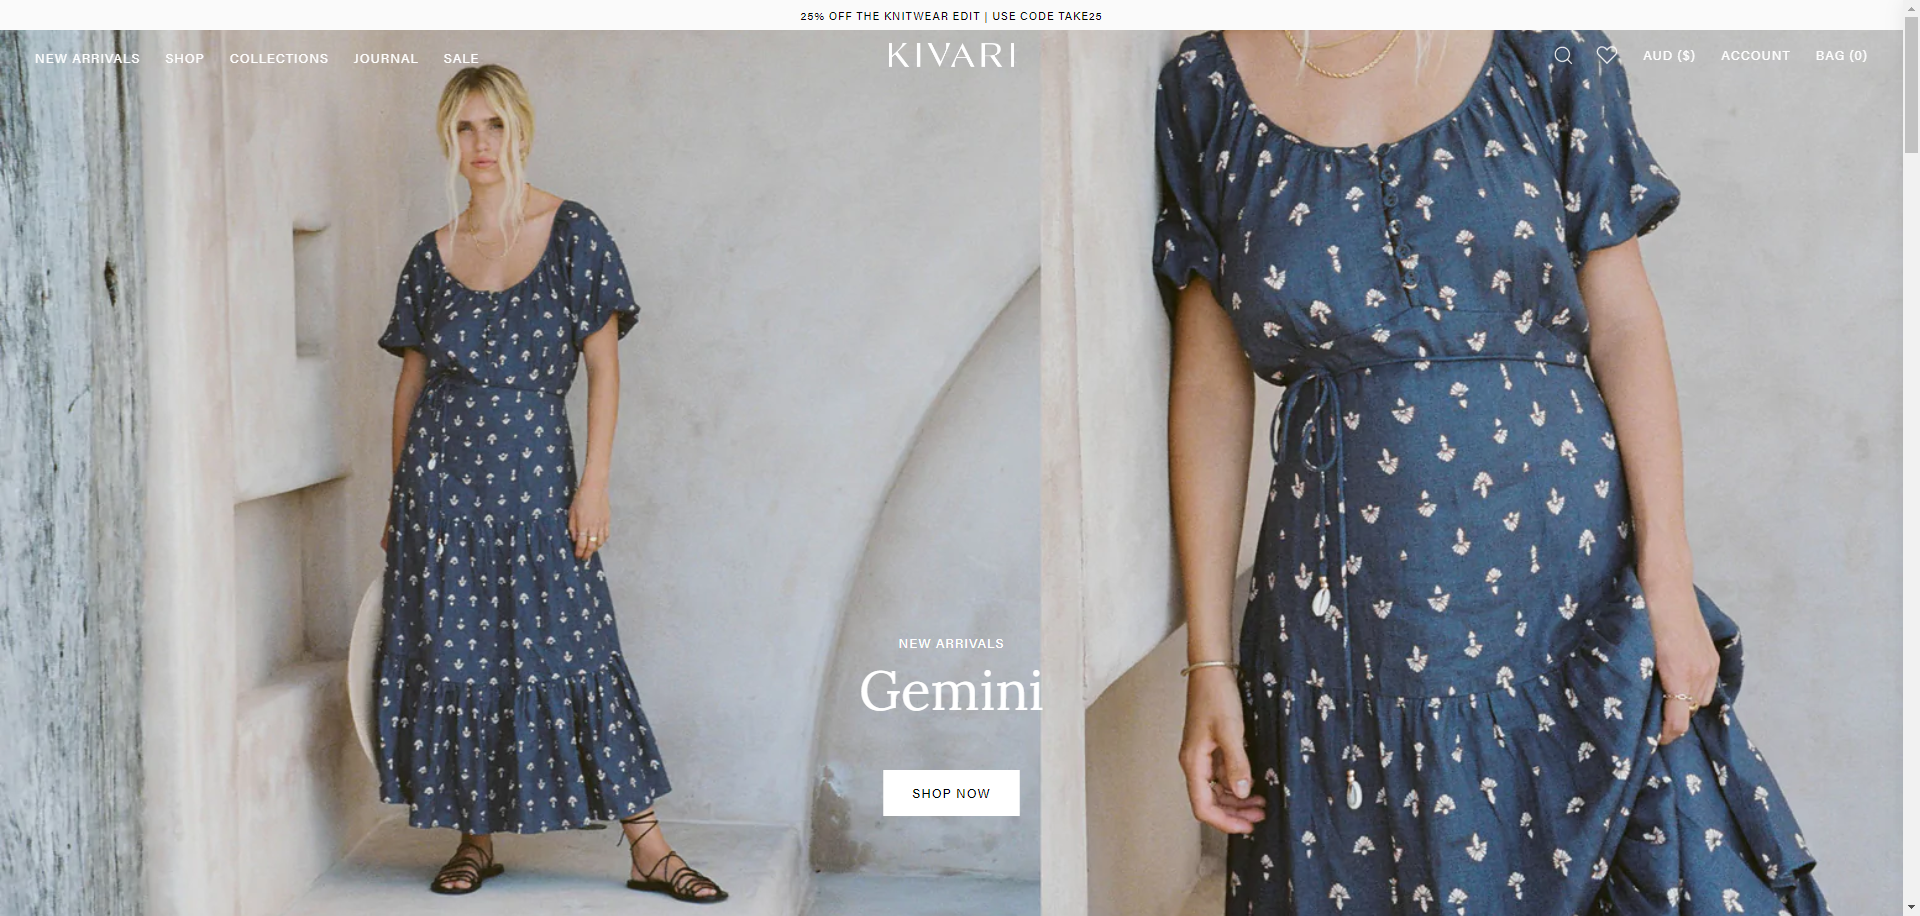 25% OFF THE KNITWEAR EDIT | USE CODE TAKE25
NEW ARRIVALS SHOP COLLECTIONS JOURNAL SALE
KIVARI
AUD ($) ACCOUNT BAG (0)
NEW ARRIVALS
Gemini
SHOP NOW